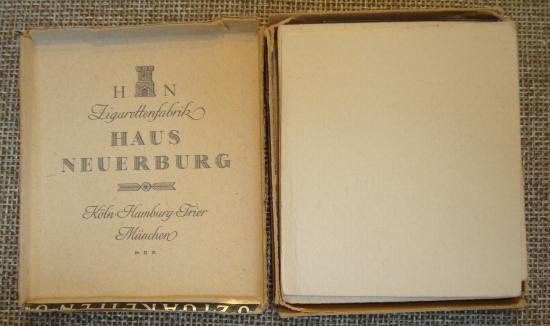 H N
Zigarettenfabrik
HAUS
NEUERBURG
Köln·Hamburg·Trier
München